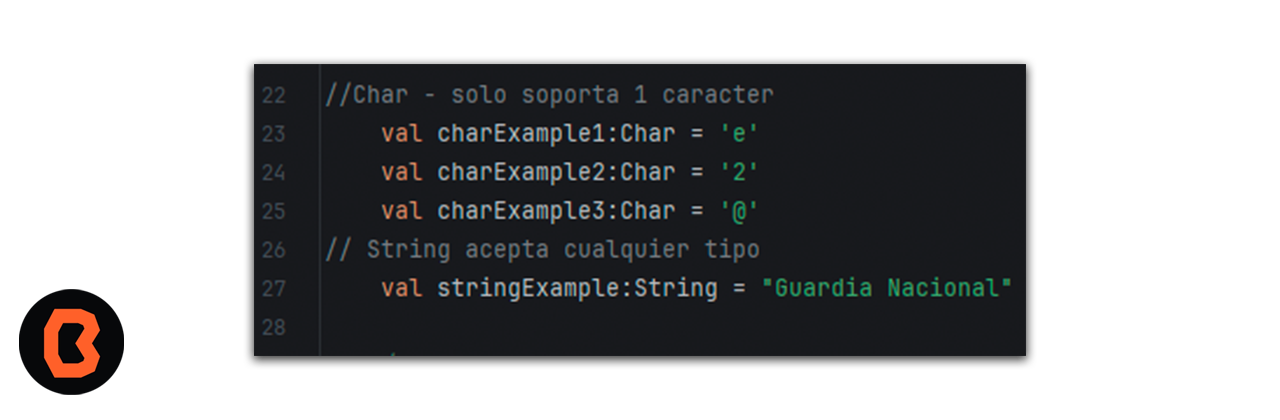 22 //Char - solo soporta 1 caracter
23 val charExample1:Char = 'e'
24 val charExample2:Char = '2'
25 val charExample3:Char = '@'
26 // String acepta cualquier tipo
27 val stringExample:String = "Guardia Nacional"
28